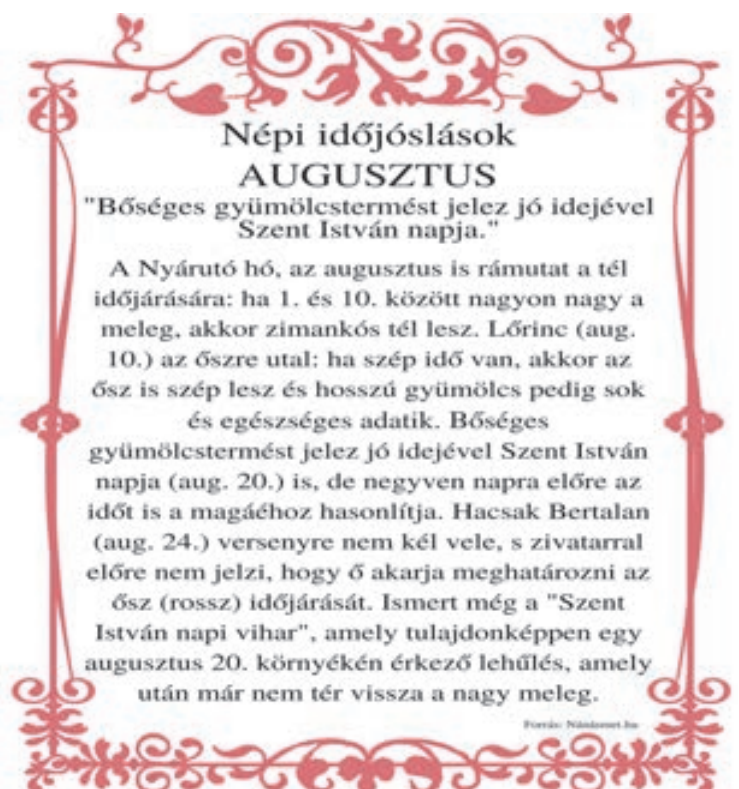 Népi időjóslások
AUGUSZTUS
"Bőséges gyümölcstermést jelez jó idejével
Szent István napja."
A Nyárutó hó, az augusztus is rámutat a tél
időjárására: ha 1. és 10. között nagyon nagy a
meleg, akkor zimankós tél lesz. Lőrinc (aug.
10.) az őszre utal: ha szép idő van, akkor az
ősz is szép lesz és hosszú gyümölcs pedig sok
és egészséges adatik. Bőséges
gyümölcstermést jelez jó idejével Szent István
napja (aug. 20.) is, de negyven napra előre az
időt is a magáéhoz hasonlítja. Hacsak Bertalan
(aug. 24.) versenyre nem kél vele, s zivatarral
előre nem jelzi, hogy ő akarja meghatározni az
ősz (rossz) időjárását. Ismert még a "Szent
István napi vihar", amely tulajdonképpen egy
augusztus 20. környékén érkező lehűlés, amely
után már nem tér vissza a nagy meleg.
Forrás: